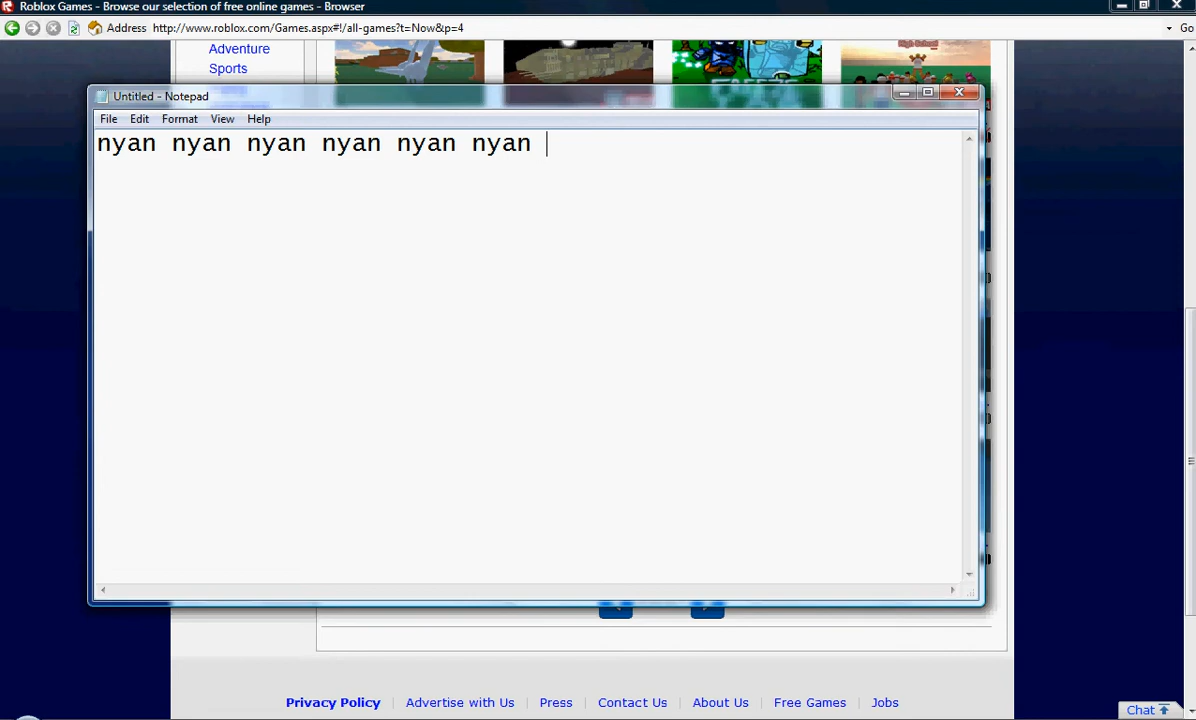 Roblox Games - Browse our selection of free online games - Browser
Address http://www.roblox.com/Games.aspx#!/all-games?t=Now&p=4 Go
Adventure
Sports
Untitled - Notepad
File Edit Format View Help
nyan nyan nyan nyan nyan nyan
Privacy Policy | Advertise with Us | Press | Contact Us | About Us | Free Games | Jobs
Chat